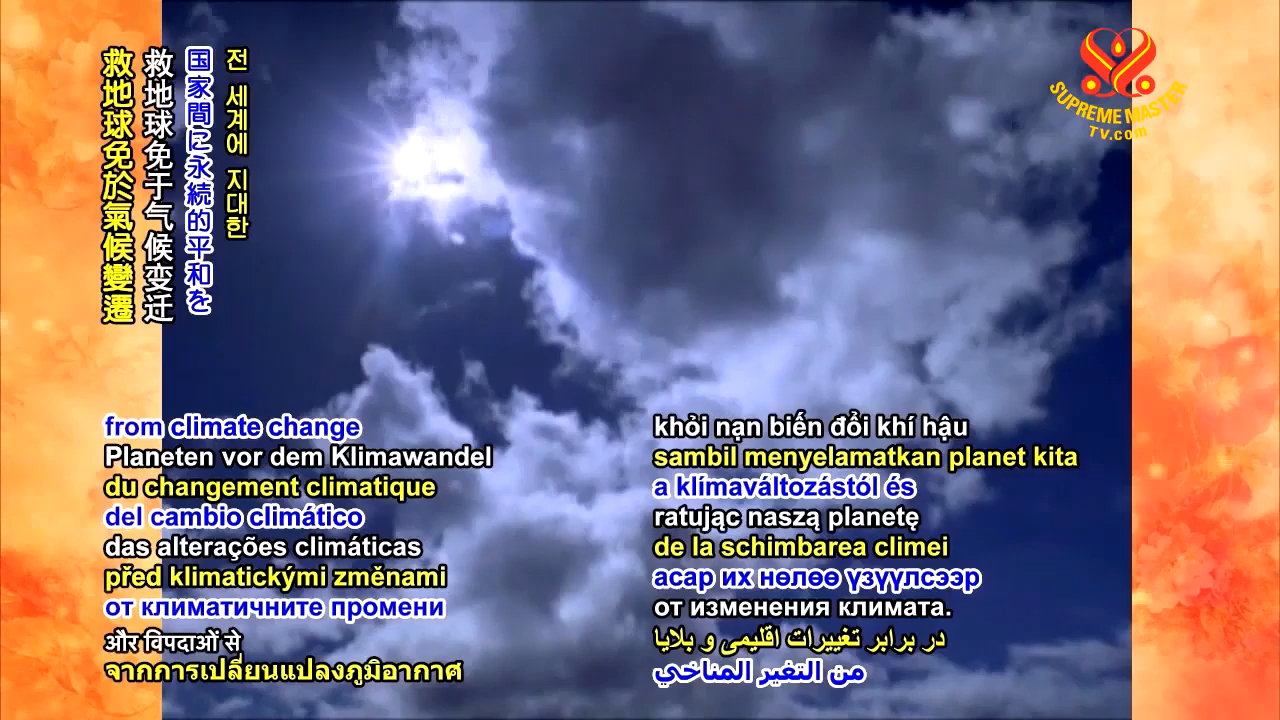 救地球免於氣候變遷
救地球免于气候变迁
国家間に永続的平和を
전 세계에 지대한
SUPREME MASTER
TV.com
from climate change
Planeten vor dem Klimawandel
du changement climatique
del cambio climático
das alterações climáticas
před klimatickými změnami
от климатичните промени
और विपदाओं से
จากการเปลี่ยนแปลงภูมิอากาศ
khỏi nạn biến đổi khí hậu
sambil menyelamatkan planet kita
a klímaváltozástól és
ratując naszą planetę
de la schimbarea climei
асар их нөлөө үзүүлсээр
от изменения климата.
در برابر تغییرات اقلیمی و بلایا
من التغير المناخي